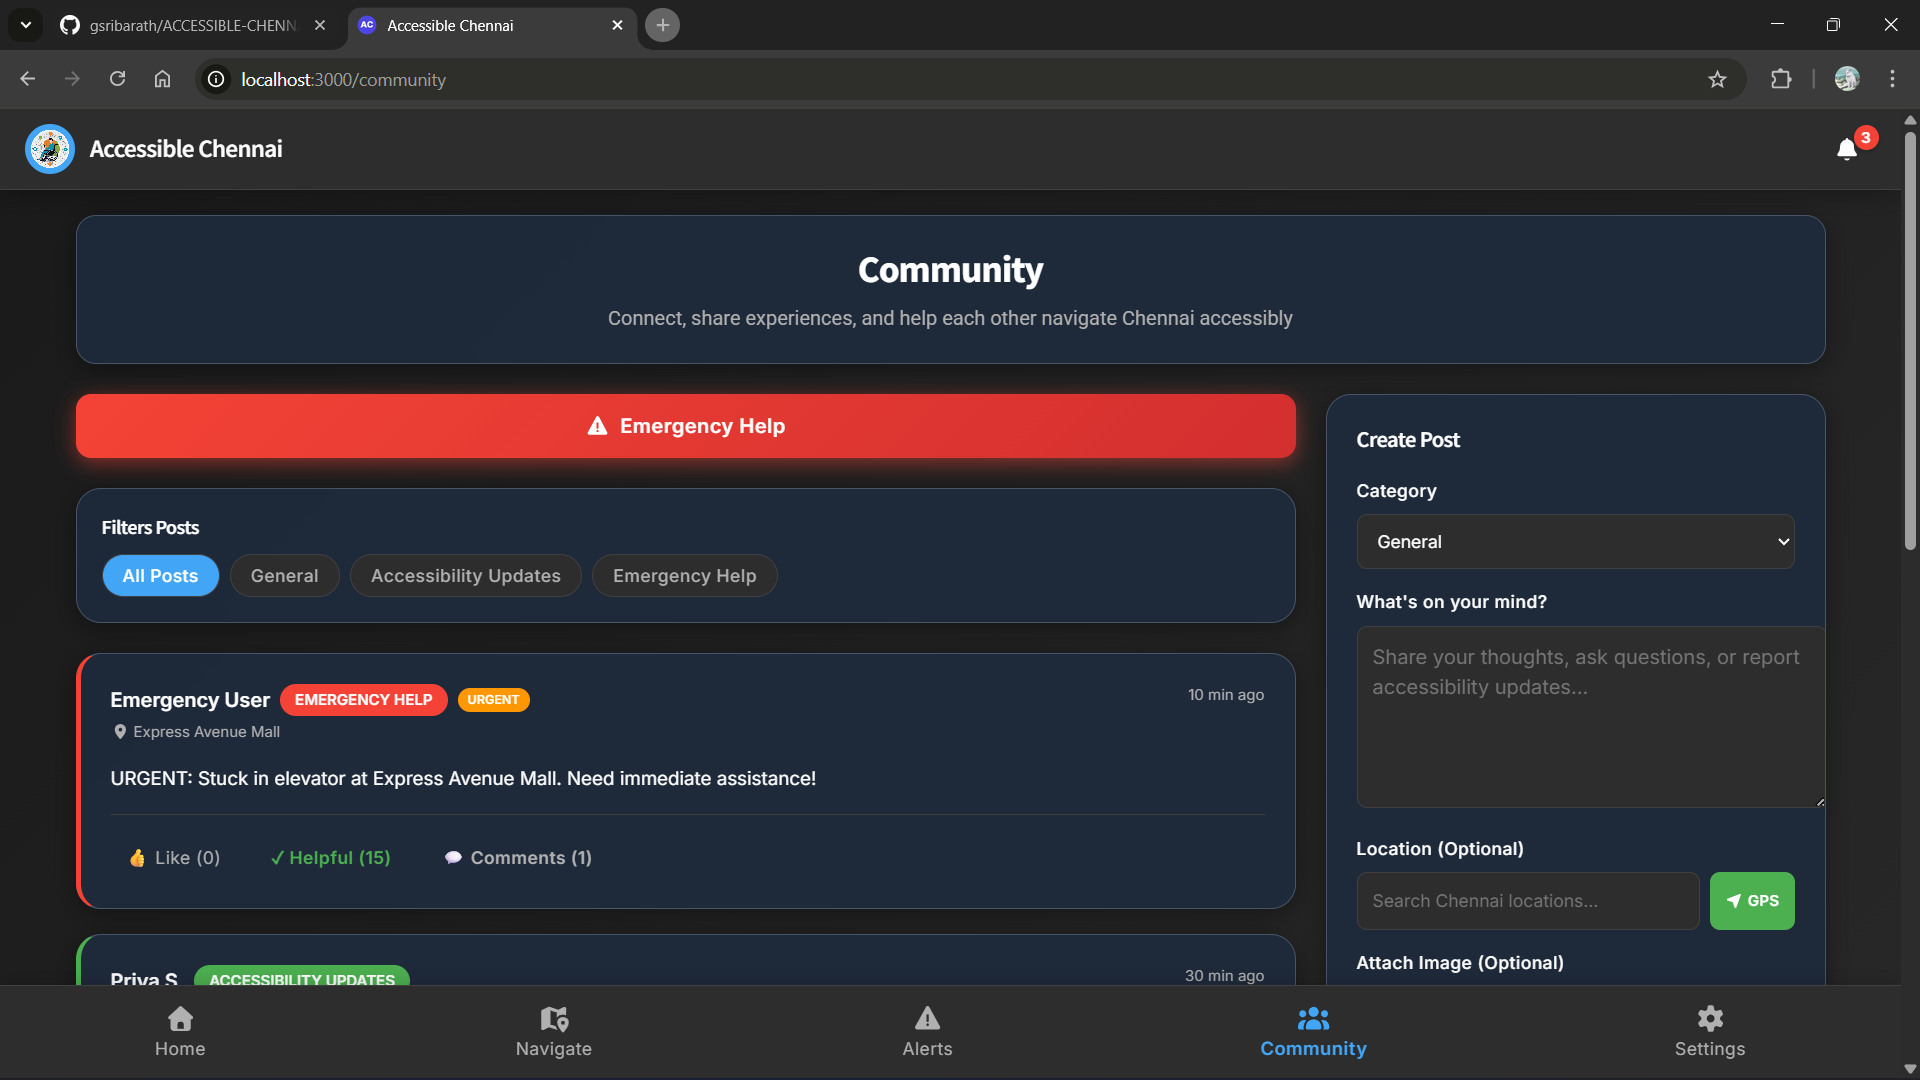 gsribarath/ACCESSIBLE-CHENN
AC Accessible Chennai
localhost:3000/community
Accessible Chennai
3
Community
Connect, share experiences, and help each other navigate Chennai accessibly
Emergency Help
Filters Posts
All Posts General Accessibility Updates Emergency Help
Emergency User EMERGENCY HELP URGENT
10 min ago
Express Avenue Mall
URGENT: Stuck in elevator at Express Avenue Mall. Need immediate assistance!
Like (0) ✓ Helpful (15) Comments (1)
Priya S ACCESSIBILITY UPDATES
30 min ago
Create Post
Category
General
What's on your mind?
Share your thoughts, ask questions, or report
accessibility updates...
Location (Optional)
Search Chennai locations...
GPS
Attach Image (Optional)
Home Navigate Alerts Community Settings